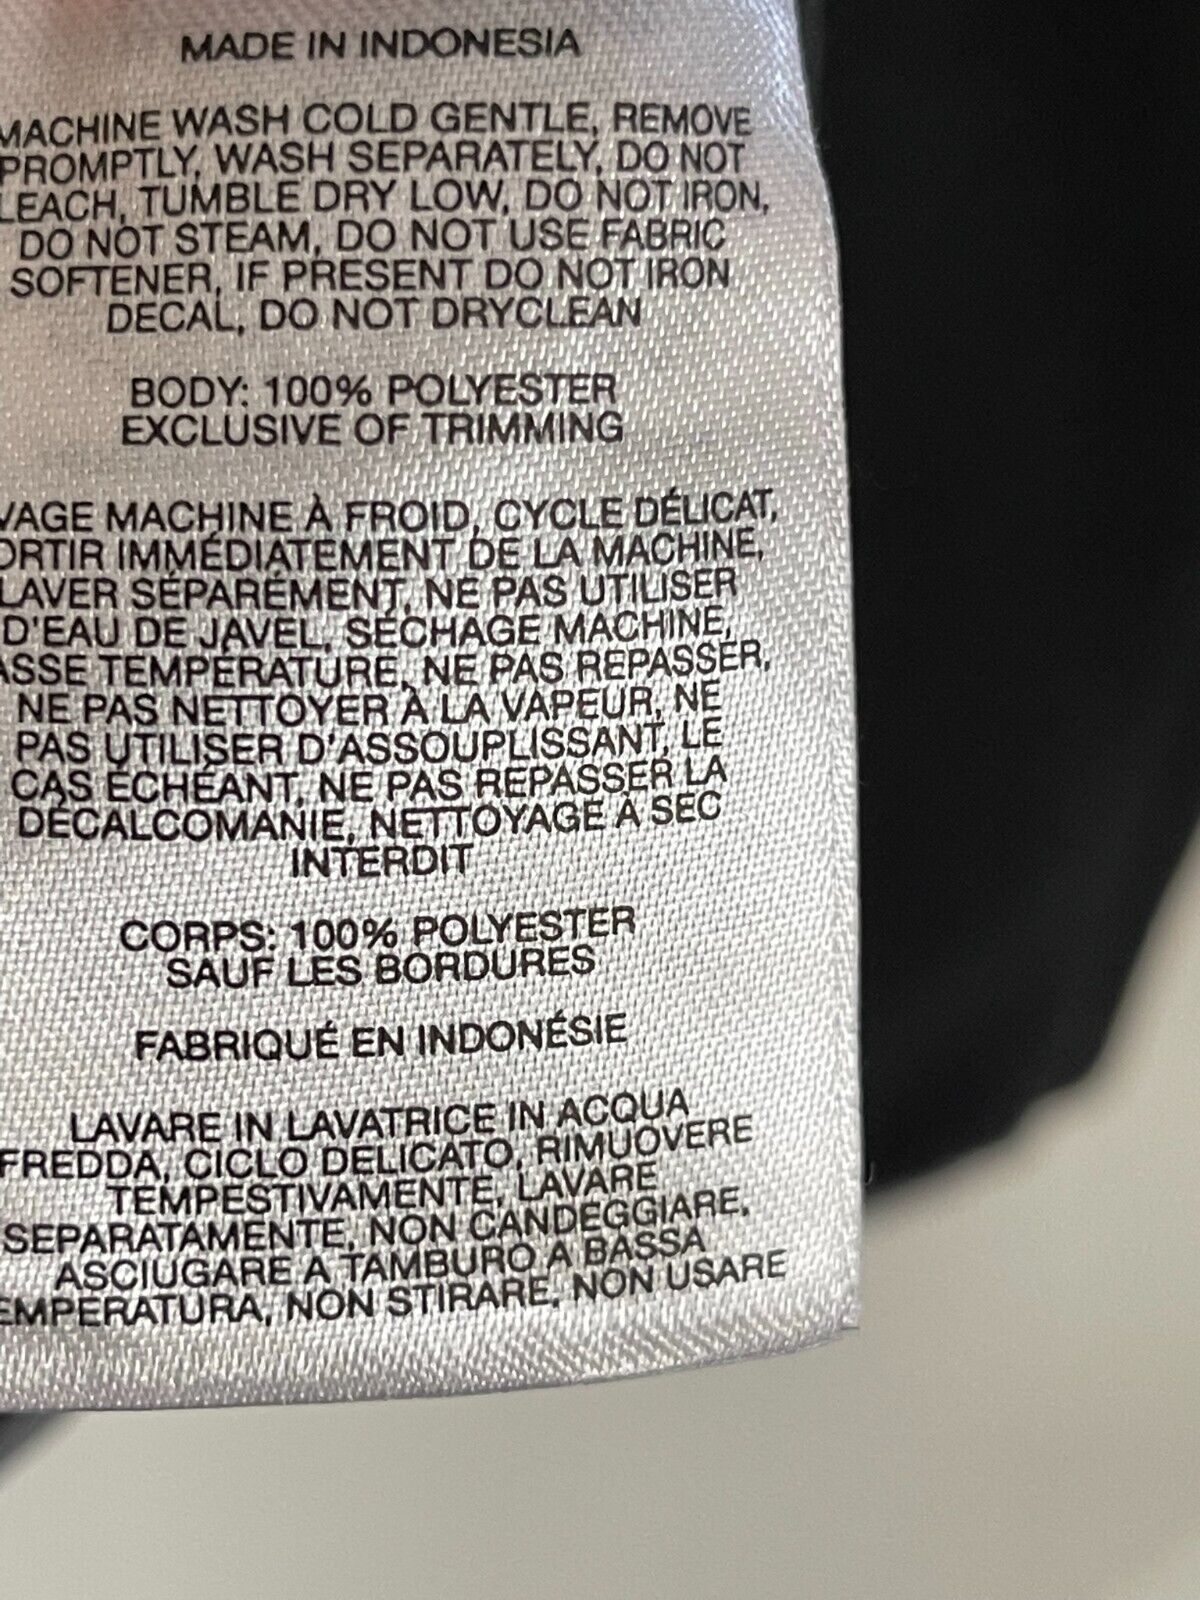 MADE IN INDONESIA
MACHINE WASH COLD GENTLE, REMOVE
PROMPTLY, WASH SEPARATELY, DO NOT
LEACH, TUMBLE DRY LOW, DO NOT IRON,
DO NOT STEAM, DO NOT USE FABRIC
SOFTENER, IF PRESENT DO NOT IRON
DECAL, DO NOT DRYCLEAN
BODY: 100% POLYESTER
EXCLUSIVE OF TRIMMING
VAGE MACHINE À FROID, CYCLE DÉLICAT,
ORTIR IMMÉDIATEMENT DE LA MACHINE,
LAVER SÉPARÉMENT, NE PAS UTILISER
D'EAU DE JAVEL, SÉCHAGE MACHINE,
ASSE TEMPÉRATURE, NE PAS REPASSER,
NE PAS NETTOYER À LA VAPEUR, NE
PAS UTILISER D'ASSOUPLISSANT, LE
CAS ÉCHÉANT, NE PAS REPASSER LA
DÉCALCOMANIE, NETTOYAGE À SEC
INTERDIT
CORPS: 100% POLYESTER
SAUF LES BORDURES
FABRIQUÉ EN INDONÉSIE
LAVARE IN LAVATRICE IN ACQUA
FREDDA, CICLO DELICATO, RIMUOVERE
TEMPESTIVAMENTE, LAVARE
SEPARATAMENTE, NON CANDEGGIARE,
ASCIUGARE A TAMBURO A BASSA
EMPERATURA, NON STIRARE, NON USARE